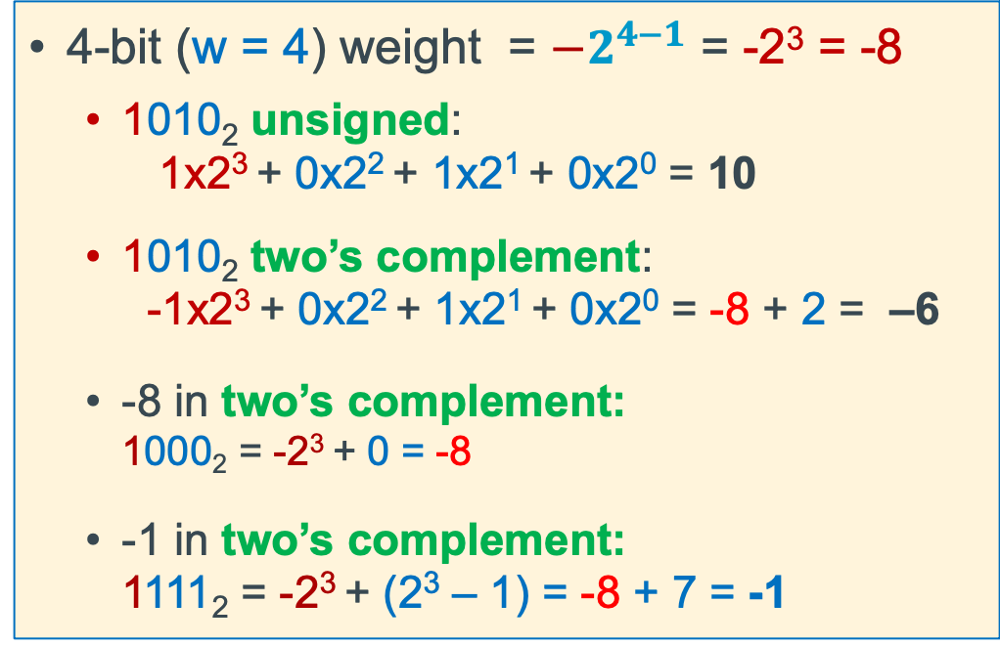 • 4-bit (w = 4) weight = −2⁴⁻¹ = -2³ = -8
• 1010₂ unsigned:
1x2³ + 0x2² + 1x2¹ + 0x2⁰ = 10
• 1010₂ two’s complement:
-1x2³ + 0x2² + 1x2¹ + 0x2⁰ = -8 + 2 = –6
• -8 in two’s complement:
1000₂ = -2³ + 0 = -8
• -1 in two’s complement:
1111₂ = -2³ + (2³ – 1) = -8 + 7 = -1